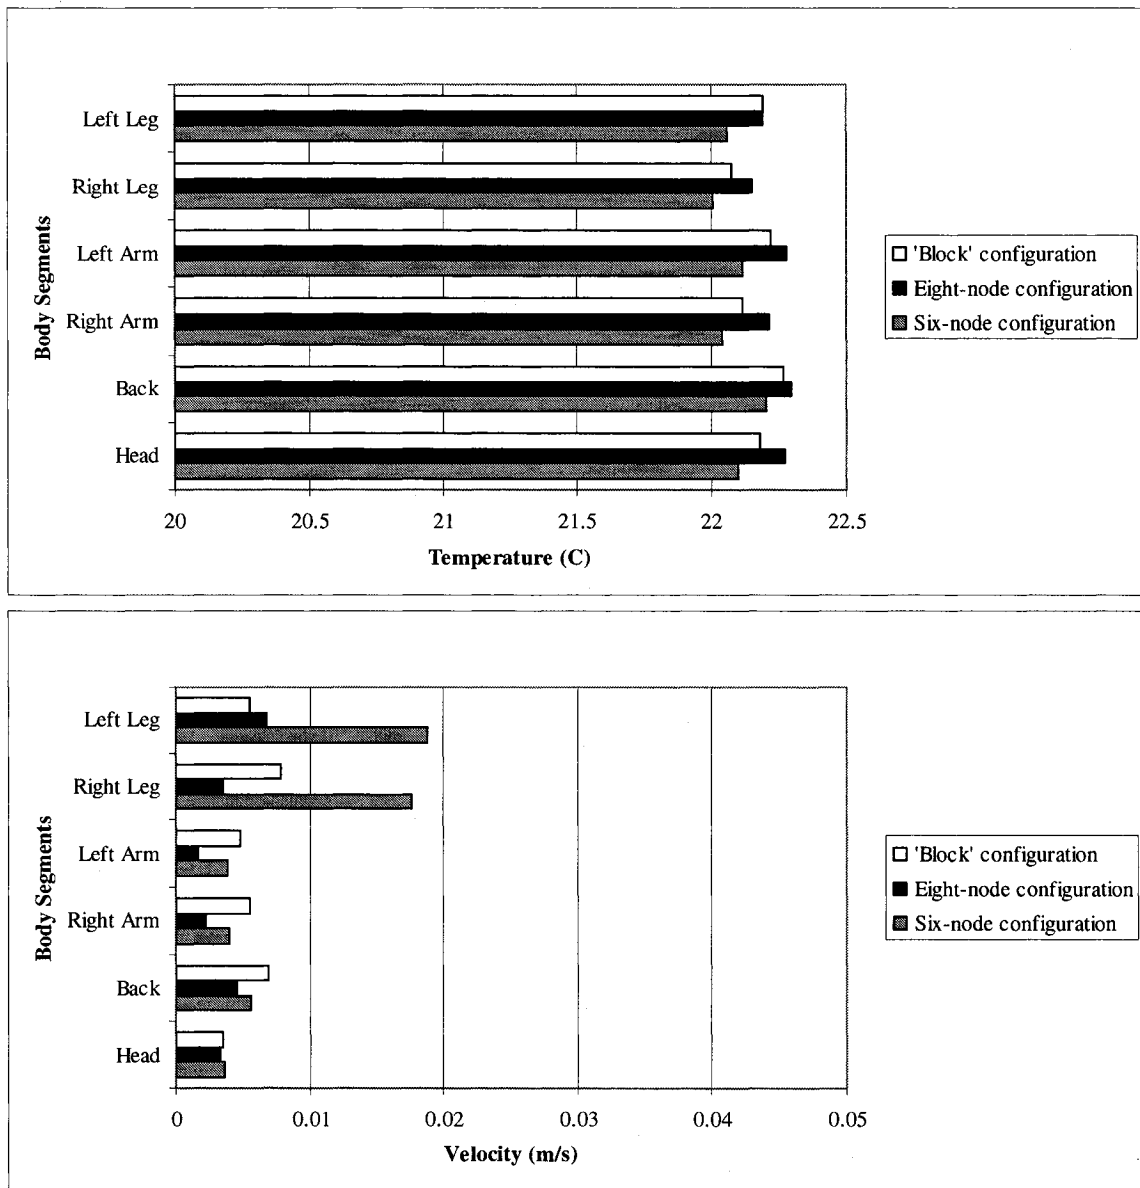 Left Leg
Right Leg
Left Arm
Right Arm
Back
Head
Body Segments
20 20.5 21 21.5 22 22.5
Temperature (C)
'Block' configuration
Eight-node configuration
Six-node configuration
Left Leg
Right Leg
Left Arm
Right Arm
Back
Head
Body Segments
0 0.01 0.02 0.03 0.04 0.05
Velocity (m/s)
'Block' configuration
Eight-node configuration
Six-node configuration